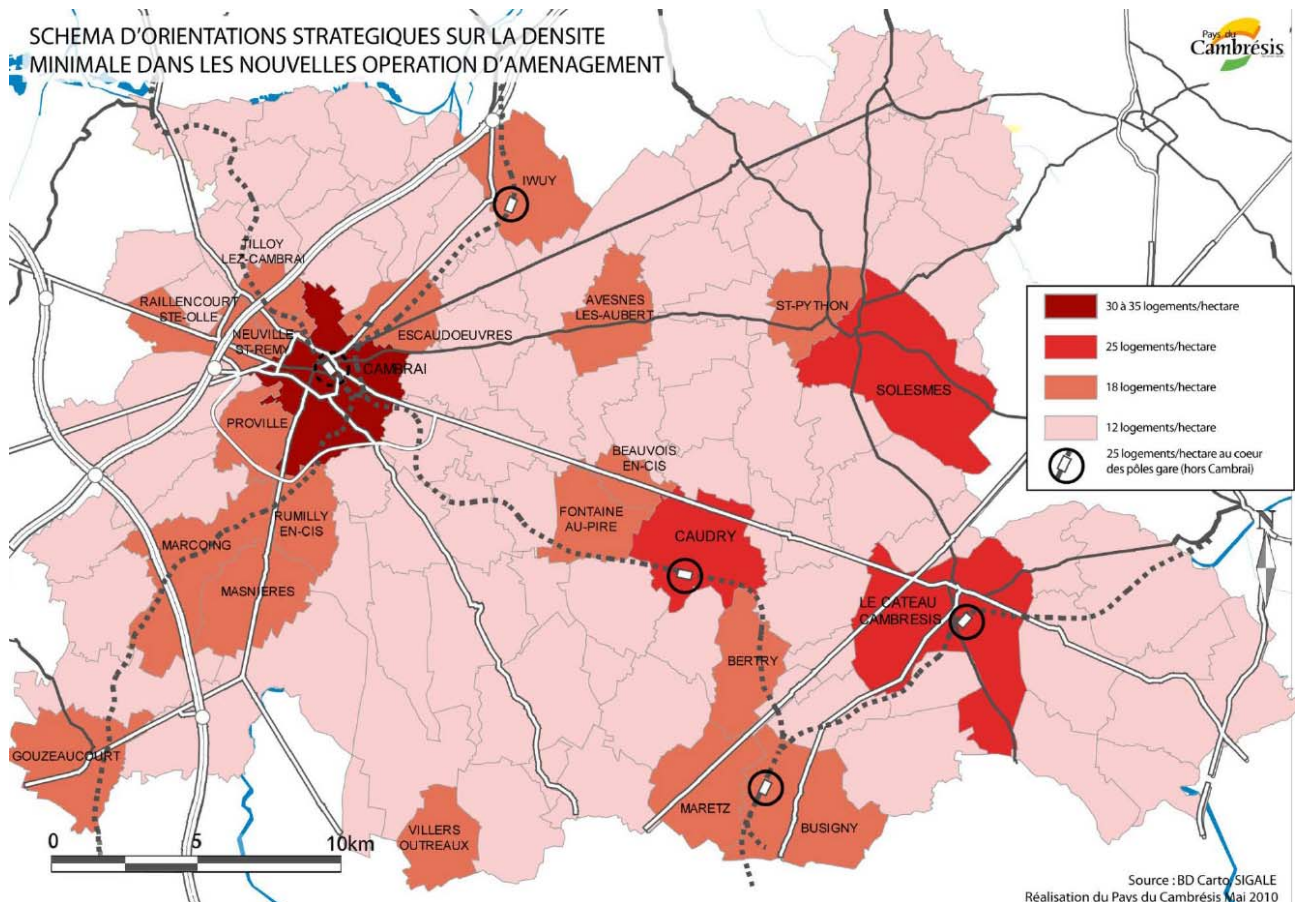 SCHEMA D'ORIENTATIONS STRATEGIQUES SUR LA DENSITE
MINIMALE DANS LES NOUVELLES OPERATION D'AMENAGEMENT
Pays du
Cambrésis
IWUY
TILLOY
LEZ-CAMBRAI
RAILLENCOURT
STE-OLLE
NEUVILLE
ST-REMY
ESCAUDOEUVRES
AVESNES
LES-AUBERT
ST-PYTHON
CAMBRAI
SOLESMES
PROVILLE
BEAUVOIS
EN-CIS
FONTAINE
AU-PIRE
RUMILLY
EN-CIS
MARCOING
CAUDRY
MASNIERES
LE CATEAU
CAMBRESIS
BERTRY
GOUZEAUCOURT
MARETZ
BUSIGNY
VILLERS
OUTREAUX
30 à 35 logements/hectare
25 logements/hectare
18 logements/hectare
12 logements/hectare
25 logements/hectare au coeur
des pôles gare (hors Cambrai)
N
0 5 10km
Source : BD Carto, SIGALE
Réalisation du Pays du Cambrésis Mai 2010